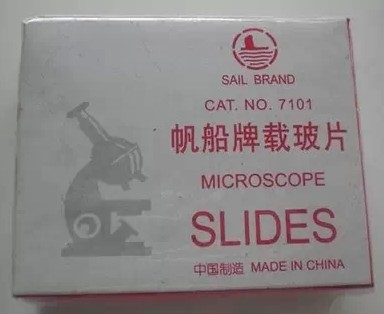 SAIL BRAND
CAT. NO. 7101
帆船牌载玻片
MICROSCOPE
SLIDES
中国制造 MADE IN CHINA